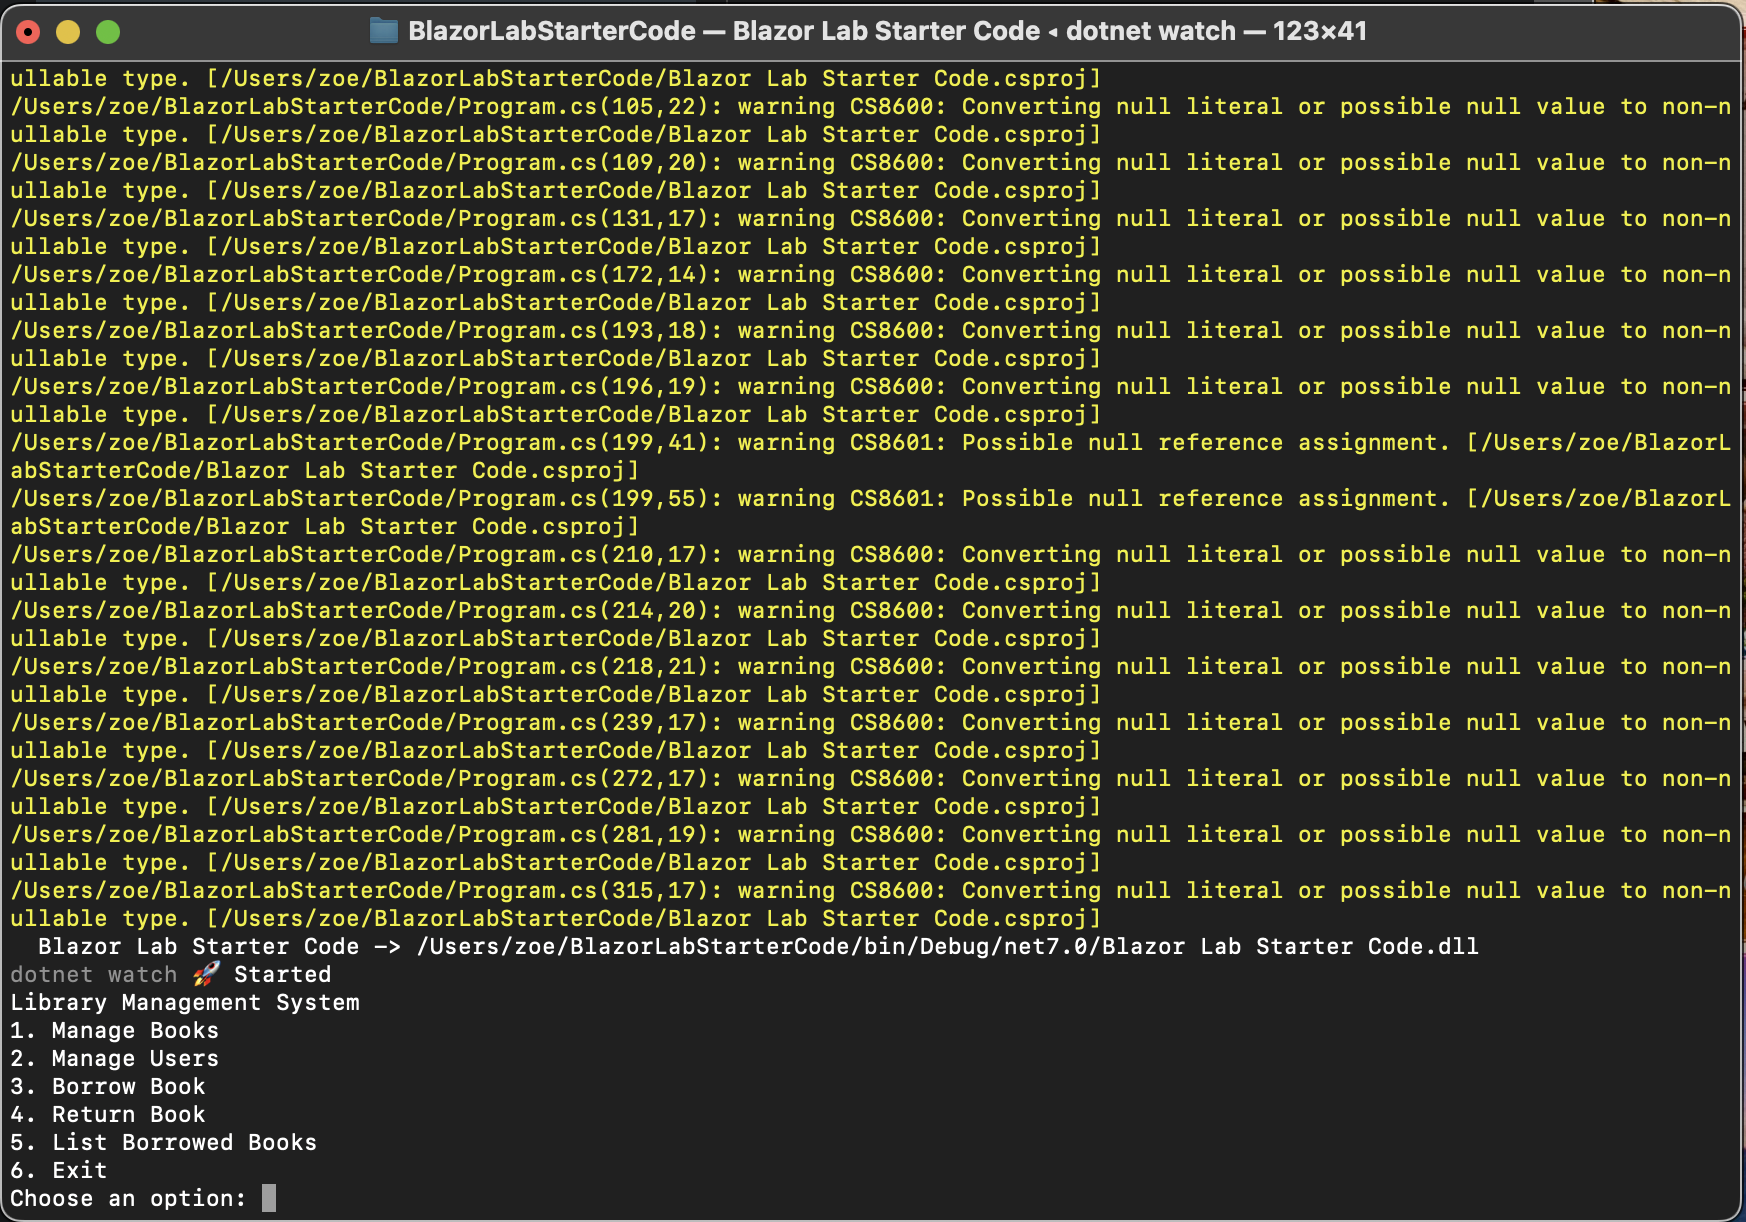 BlazorLabStarterCode — Blazor Lab Starter Code ◂ dotnet watch — 123×41
ullable type. [/Users/zoe/BlazorLabStarterCode/Blazor Lab Starter Code.csproj]
/Users/zoe/BlazorLabStarterCode/Program.cs(105,22): warning CS8600: Converting null literal or possible null value to non-n
ullable type. [/Users/zoe/BlazorLabStarterCode/Blazor Lab Starter Code.csproj]
/Users/zoe/BlazorLabStarterCode/Program.cs(109,20): warning CS8600: Converting null literal or possible null value to non-n
ullable type. [/Users/zoe/BlazorLabStarterCode/Blazor Lab Starter Code.csproj]
/Users/zoe/BlazorLabStarterCode/Program.cs(131,17): warning CS8600: Converting null literal or possible null value to non-n
ullable type. [/Users/zoe/BlazorLabStarterCode/Blazor Lab Starter Code.csproj]
/Users/zoe/BlazorLabStarterCode/Program.cs(172,14): warning CS8600: Converting null literal or possible null value to non-n
ullable type. [/Users/zoe/BlazorLabStarterCode/Blazor Lab Starter Code.csproj]
/Users/zoe/BlazorLabStarterCode/Program.cs(193,18): warning CS8600: Converting null literal or possible null value to non-n
ullable type. [/Users/zoe/BlazorLabStarterCode/Blazor Lab Starter Code.csproj]
/Users/zoe/BlazorLabStarterCode/Program.cs(196,19): warning CS8600: Converting null literal or possible null value to non-n
ullable type. [/Users/zoe/BlazorLabStarterCode/Blazor Lab Starter Code.csproj]
/Users/zoe/BlazorLabStarterCode/Program.cs(199,41): warning CS8601: Possible null reference assignment. [/Users/zoe/BlazorL
abStarterCode/Blazor Lab Starter Code.csproj]
/Users/zoe/BlazorLabStarterCode/Program.cs(199,55): warning CS8601: Possible null reference assignment. [/Users/zoe/BlazorL
abStarterCode/Blazor Lab Starter Code.csproj]
/Users/zoe/BlazorLabStarterCode/Program.cs(210,17): warning CS8600: Converting null literal or possible null value to non-n
ullable type. [/Users/zoe/BlazorLabStarterCode/Blazor Lab Starter Code.csproj]
/Users/zoe/BlazorLabStarterCode/Program.cs(214,20): warning CS8600: Converting null literal or possible null value to non-n
ullable type. [/Users/zoe/BlazorLabStarterCode/Blazor Lab Starter Code.csproj]
/Users/zoe/BlazorLabStarterCode/Program.cs(218,21): warning CS8600: Converting null literal or possible null value to non-n
ullable type. [/Users/zoe/BlazorLabStarterCode/Blazor Lab Starter Code.csproj]
/Users/zoe/BlazorLabStarterCode/Program.cs(239,17): warning CS8600: Converting null literal or possible null value to non-n
ullable type. [/Users/zoe/BlazorLabStarterCode/Blazor Lab Starter Code.csproj]
/Users/zoe/BlazorLabStarterCode/Program.cs(272,17): warning CS8600: Converting null literal or possible null value to non-n
ullable type. [/Users/zoe/BlazorLabStarterCode/Blazor Lab Starter Code.csproj]
/Users/zoe/BlazorLabStarterCode/Program.cs(281,19): warning CS8600: Converting null literal or possible null value to non-n
ullable type. [/Users/zoe/BlazorLabStarterCode/Blazor Lab Starter Code.csproj]
/Users/zoe/BlazorLabStarterCode/Program.cs(315,17): warning CS8600: Converting null literal or possible null value to non-n
ullable type. [/Users/zoe/BlazorLabStarterCode/Blazor Lab Starter Code.csproj]
  Blazor Lab Starter Code -> /Users/zoe/BlazorLabStarterCode/bin/Debug/net7.0/Blazor Lab Starter Code.dll
dotnet watch 🚀 Started
Library Management System
1. Manage Books
2. Manage Users
3. Borrow Book
4. Return Book
5. List Borrowed Books
6. Exit
Choose an option: